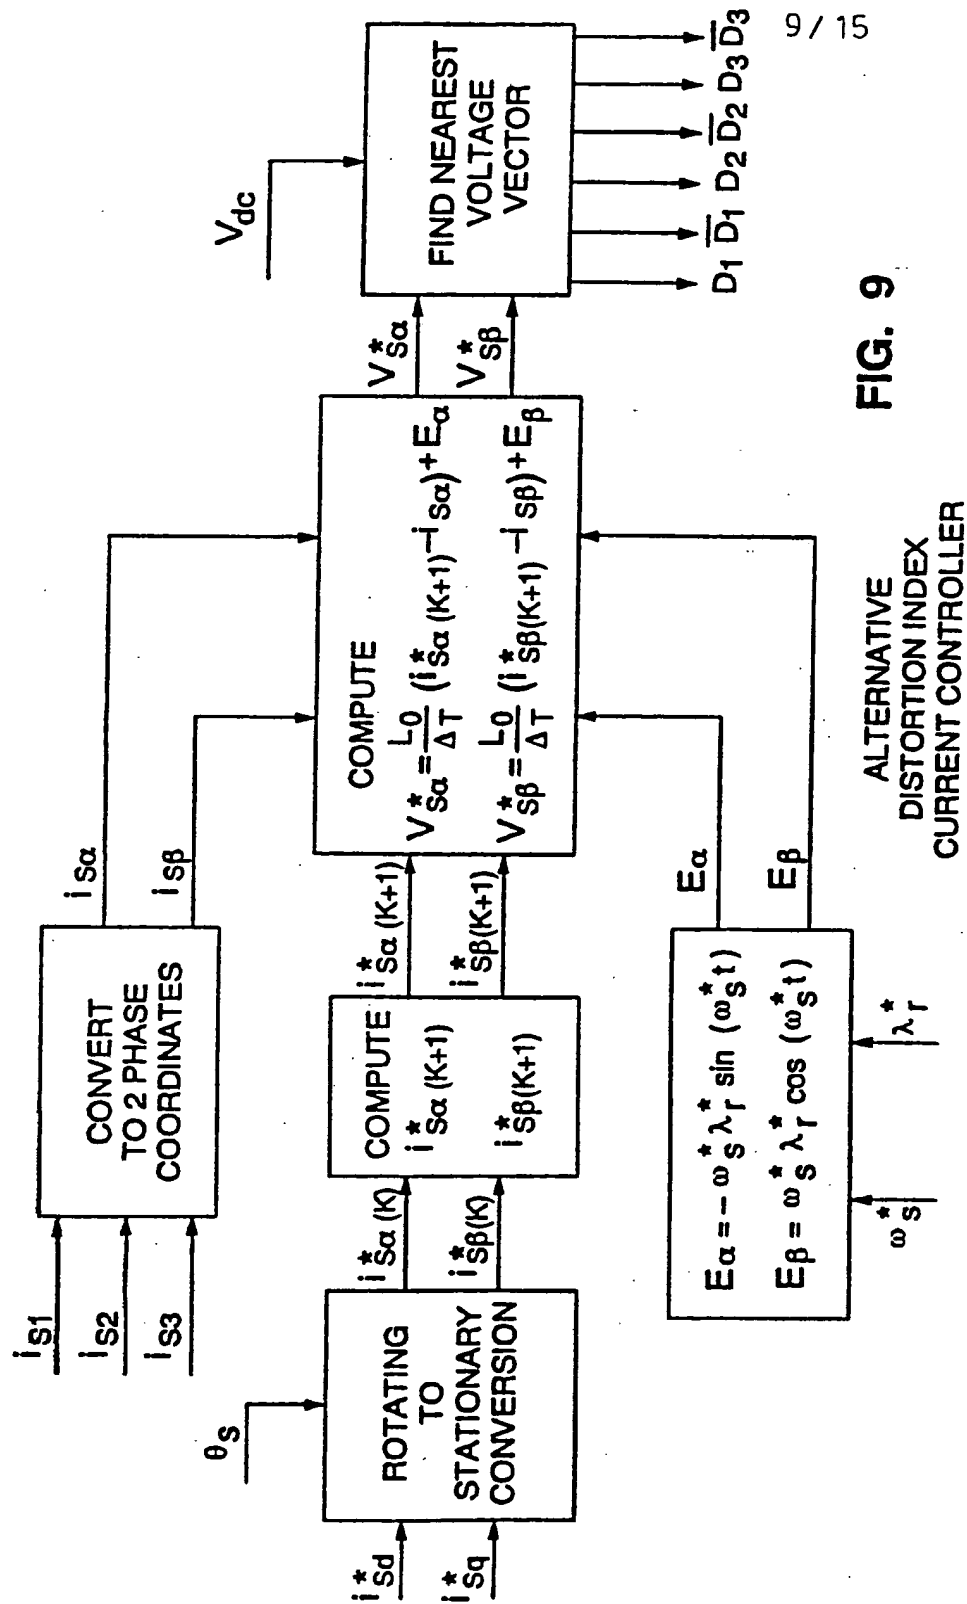 9/15
i_S1
i_S2
i_S3
CONVERT
TO 2 PHASE
COORDINATES
i_Sα
i_Sβ
θ_S
i*_Sd
i*_Sq
ROTATING
TO
STATIONARY
CONVERSION
i*_Sα(K)
i*_Sβ(K)
COMPUTE
i*_Sα(K+1)
i*_Sβ(K+1)
i*_Sα(K+1)
i*_Sβ(K+1)
COMPUTE
V*_Sα = L_0/ΔT (i*_Sα(K+1) - i_Sα) + E_α
V*_Sβ = L_0/ΔT (i*_Sβ(K+1) - i_Sβ) + E_β
V*_Sα
V*_Sβ
V_dc
FIND NEAREST
VOLTAGE
VECTOR
D1 D̅1 D2 D̅2 D3 D̅3
E_α = - ω*_s λ*_r sin (ω*_s t)
E_β = ω*_s λ*_r cos (ω*_s t)
E_α
E_β
ω*_s
λ*_r
ALTERNATIVE
DISTORTION INDEX
CURRENT CONTROLLER
FIG. 9